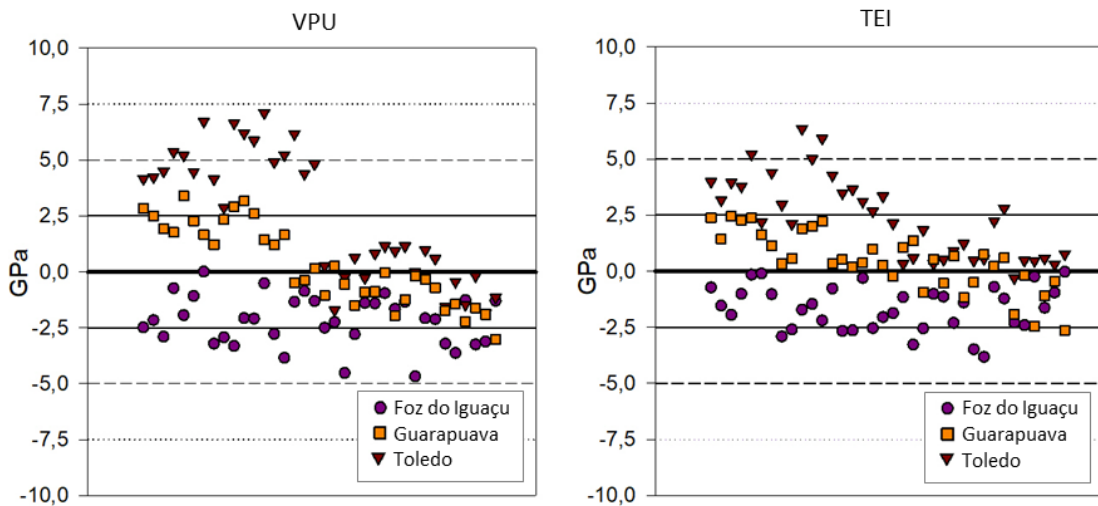 VPU
10,0
7,5
5,0
2,5
0,0
-2,5
-5,0
-7,5
-10,0
GPa
Foz do Iguaçu
Guarapuava
Toledo
TEI
10,0
7,5
5,0
2,5
0,0
-2,5
-5,0
-7,5
-10,0
GPa
Foz do Iguaçu
Guarapuava
Toledo